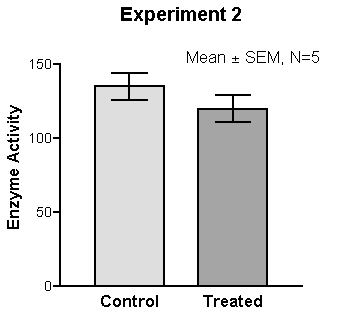 Experiment 2
Mean ± SEM, N=5
Enzyme Activity
150
100
50
0
Control
Treated